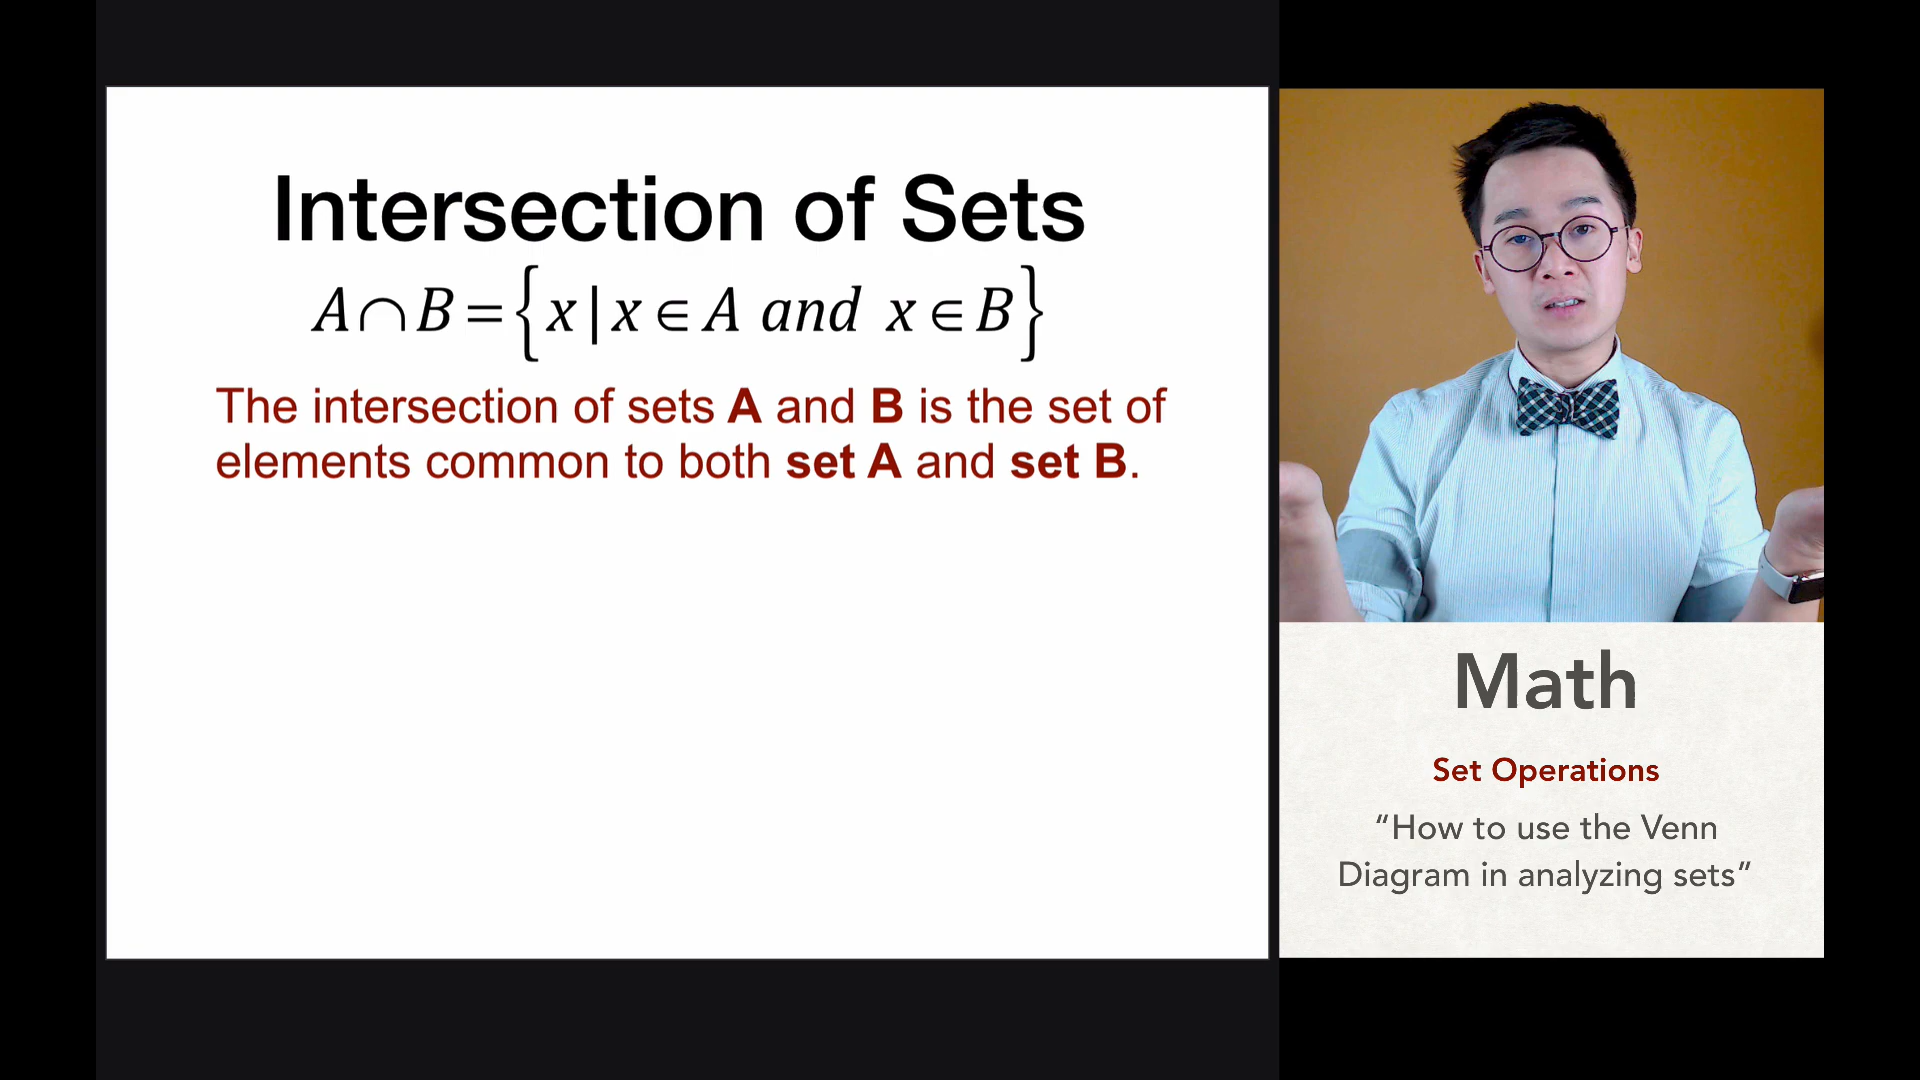 Intersection of Sets
A∩B={x|x∈A and x∈B}
The intersection of sets A and B is the set of
elements common to both set A and set B.
Math
Set Operations
“How to use the Venn
Diagram in analyzing sets”